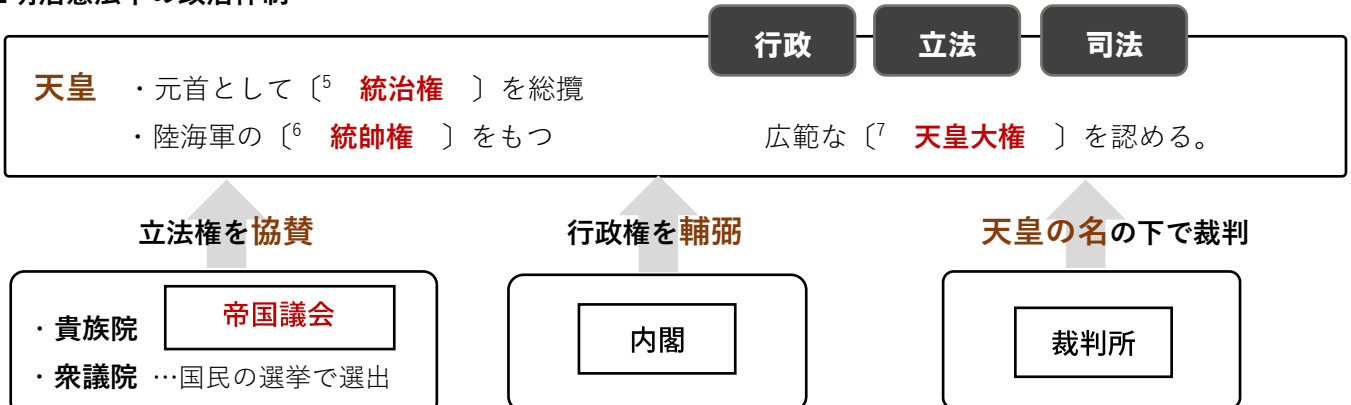 行政 立法 司法
天皇 ・元首として〔5 統治権 〕を総攬
・陸海軍の〔6 統帥権 〕をもつ 広範な〔7 天皇大権 〕を認める。
立法権を協賛 行政権を輔弼 天皇の名の下で裁判
帝国議会
・貴族院
・衆議院 …国民の選挙で選出
内閣
裁判所